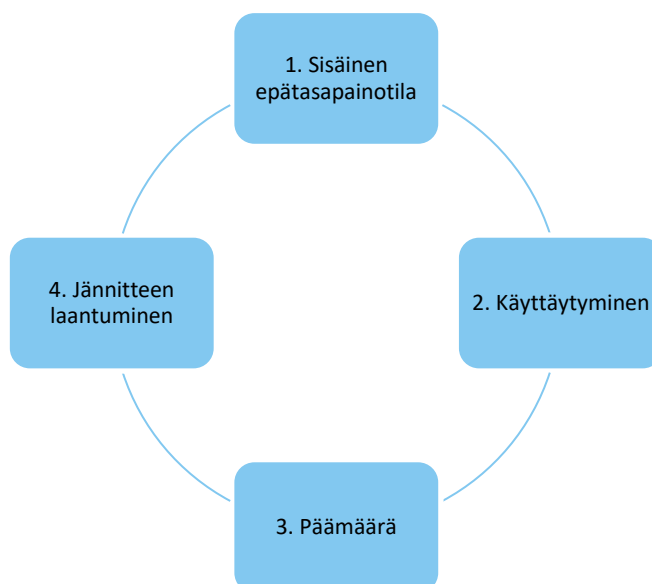 1. Sisäinen
epätasapainotila
2. Käyttäytyminen
3. Päämäärä
4. Jännitteen
laantuminen